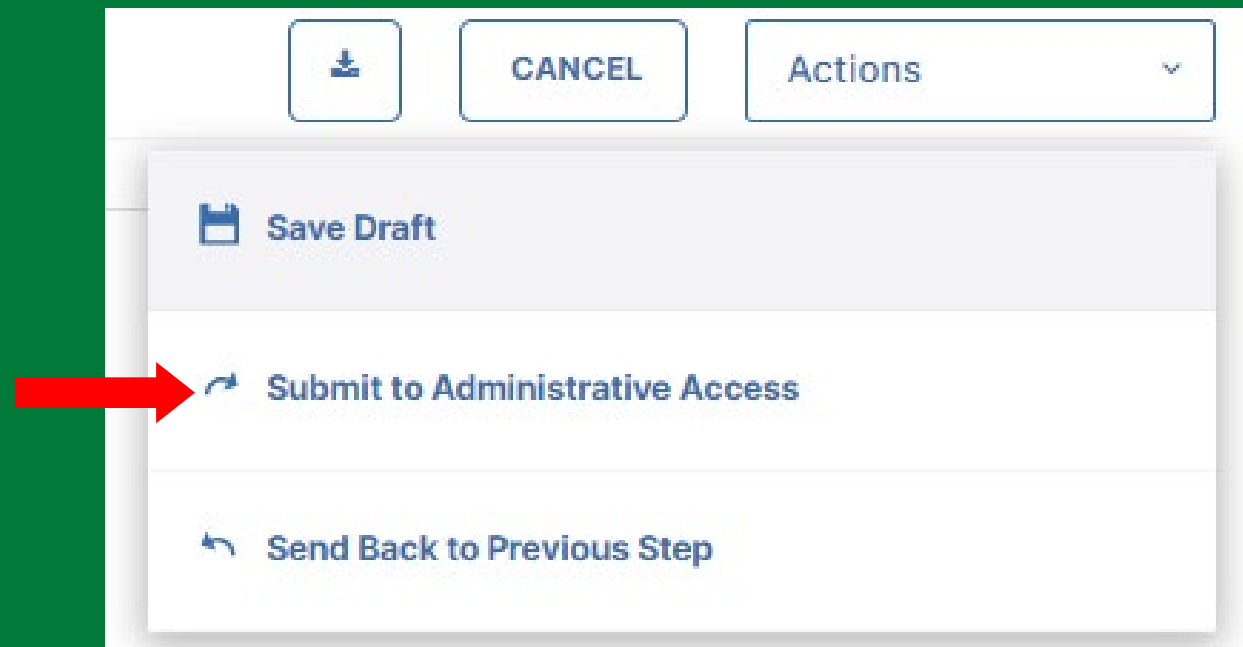 CANCEL
Actions
Save Draft
Submit to Administrative Access
Send Back to Previous Step